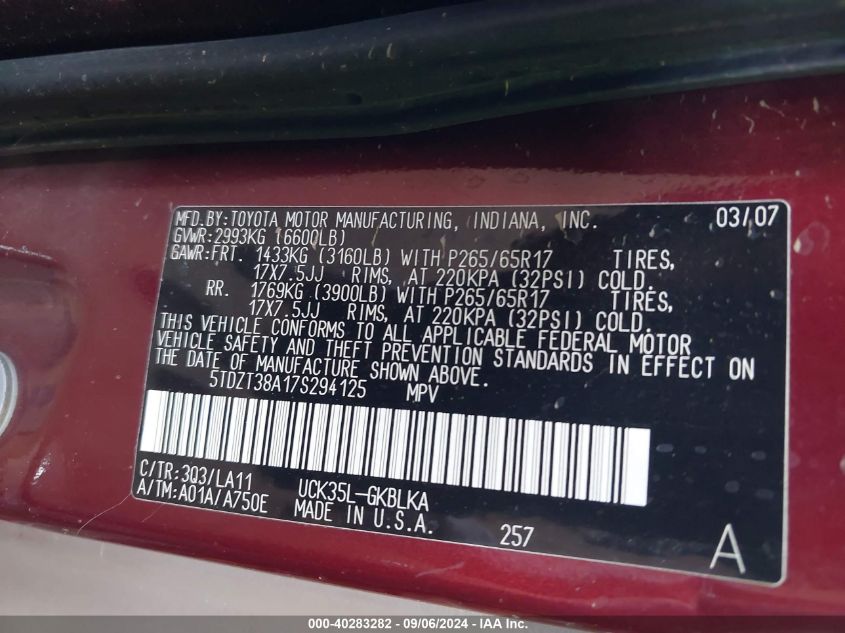 MFD.BY:TOYOTA MOTOR MANUFACTURING, INDIANA, INC. 03/07
GVWR:2993KG (6600LB)
GAWR:FRT. 1433KG (3160LB) WITH P265/65R17 TIRES,
17X7.5JJ RIMS, AT 220KPA (32PSI) COLD.
RR. 1769KG (3900LB) WITH P265/65R17 TIRES,
17X7.5JJ RIMS, AT 220KPA (32PSI) COLD.
THIS VEHICLE CONFORMS TO ALL APPLICABLE FEDERAL MOTOR
VEHICLE SAFETY AND THEFT PREVENTION STANDARDS IN EFFECT ON
THE DATE OF MANUFACTURE SHOWN ABOVE.
5TDZT38A17S294125 MPV
C/TR:3Q3/LA11 UCK35L-GKBLKA
A/TM:A01A/A750E MADE IN U.S.A. 257 A
000-40283282 - 09/06/2024 - IAA Inc.